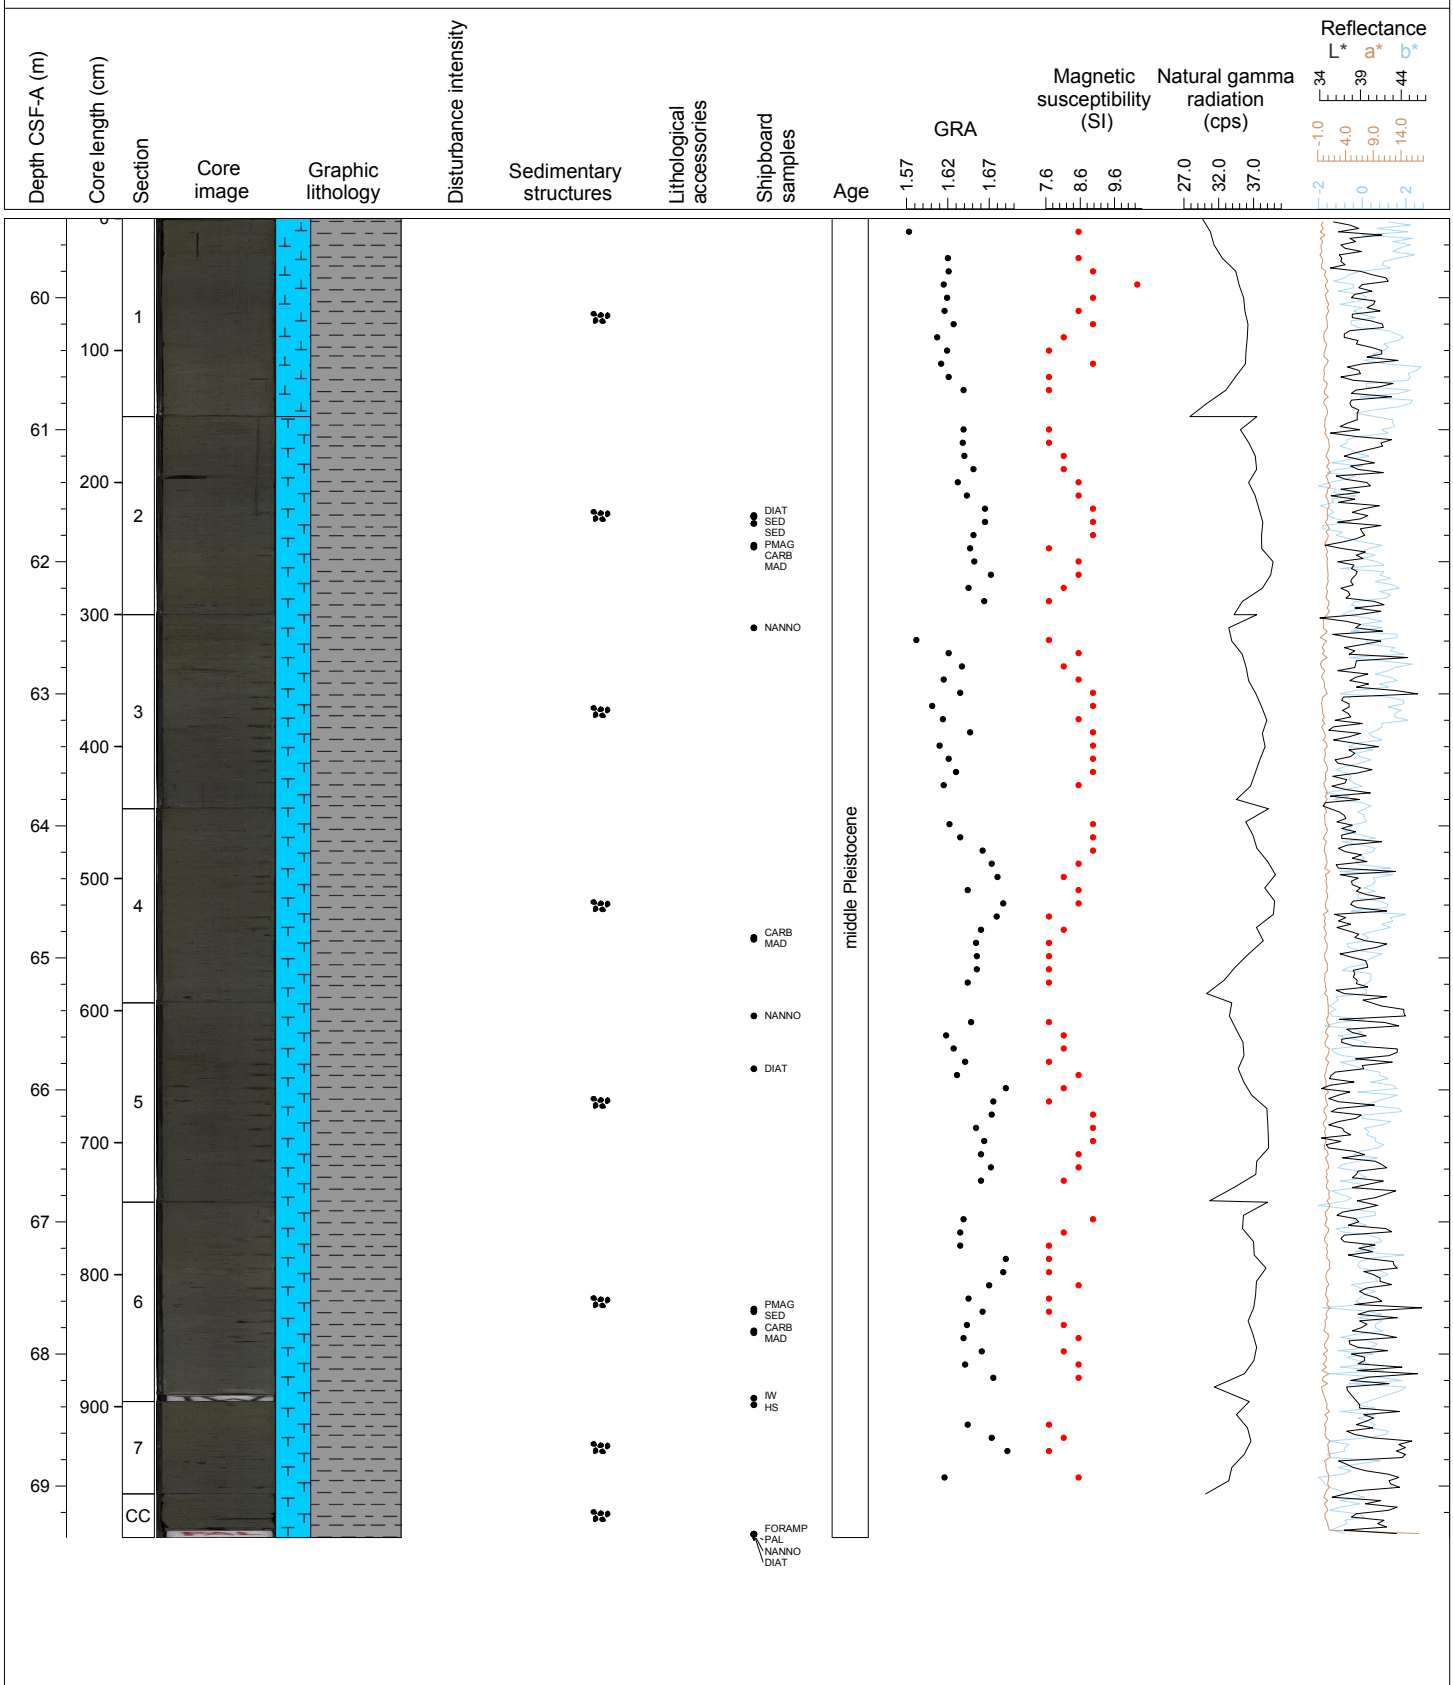 Depth CSF-A (m)
Core length (cm)
Section
Core
image
Graphic
lithology
Disturbance intensity
Sedimentary
structures
Lithological
accessories
Shipboard
samples
Age
GRA
1.57
1.62
1.67
Magnetic
susceptibility
(SI)
7.6
8.6
9.6
Natural gamma
radiation
(cps)
27.0
32.0
37.0
Reflectance
L* a* b*
34
39
44
-1.0
4.0
9.0
14.0
-2
0
2
0
60
1
100
61
200
2
DIAT
SED
SED
PMAG
CARB
MAD
62
300
NANNO
63
3
400
64
middle Pleistocene
500
4
CARB
MAD
65
600
NANNO
DIAT
66
5
700
67
800
6
PMAG
SED
CARB
MAD
68
IW
HS
900
7
69
CC
FORAMP
PAL
NANNO
DIAT